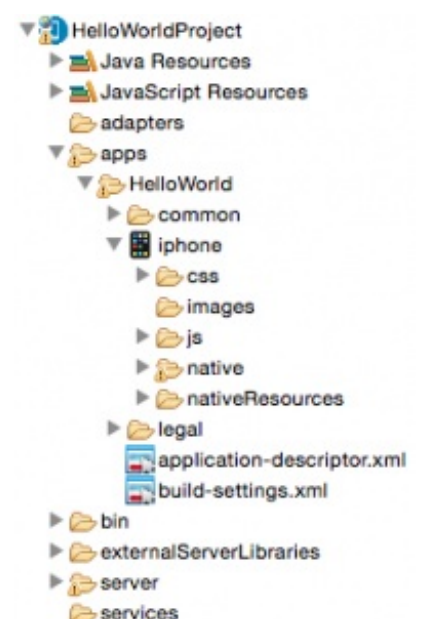 HelloWorldProject
Java Resources
JavaScript Resources
adapters
apps
HelloWorld
common
iphone
css
images
js
native
nativeResources
legal
application-descriptor.xml
build-settings.xml
bin
externalServerLibraries
server
services